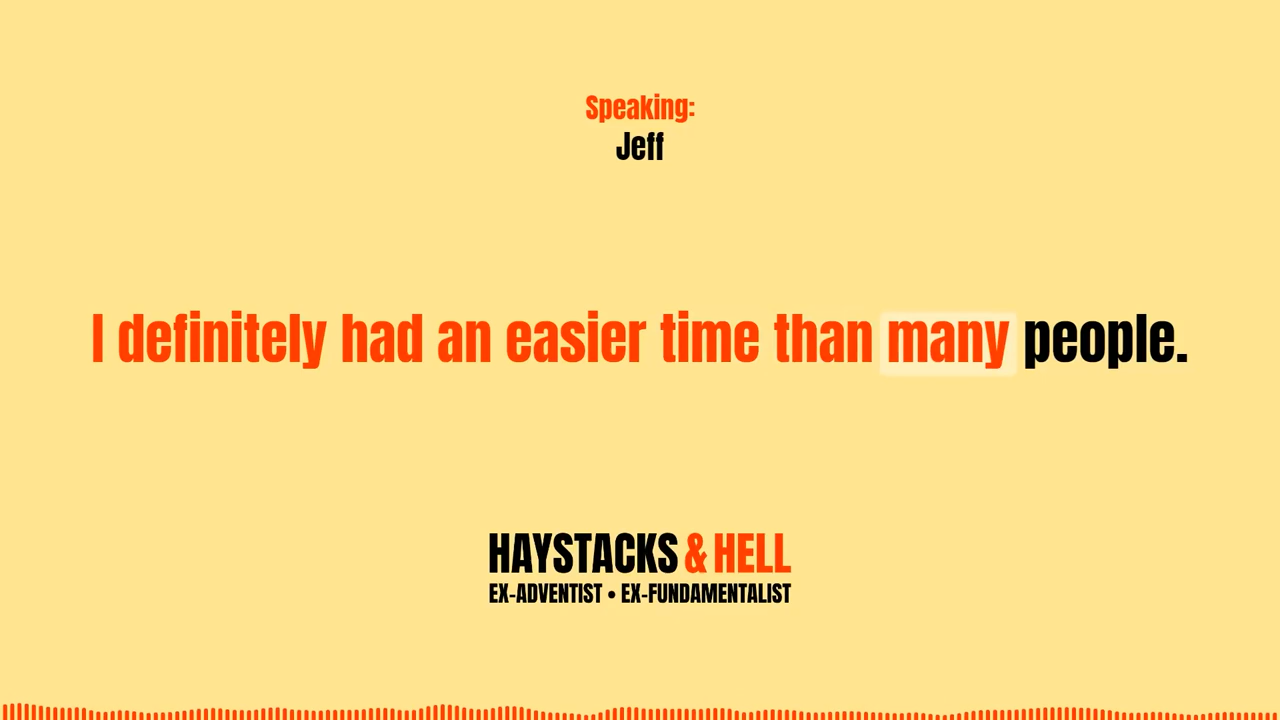 Speaking:
Jeff
I definitely had an easier time than many people.
HAYSTACKS & HELL
EX-ADVENTIST • EX-FUNDAMENTALIST